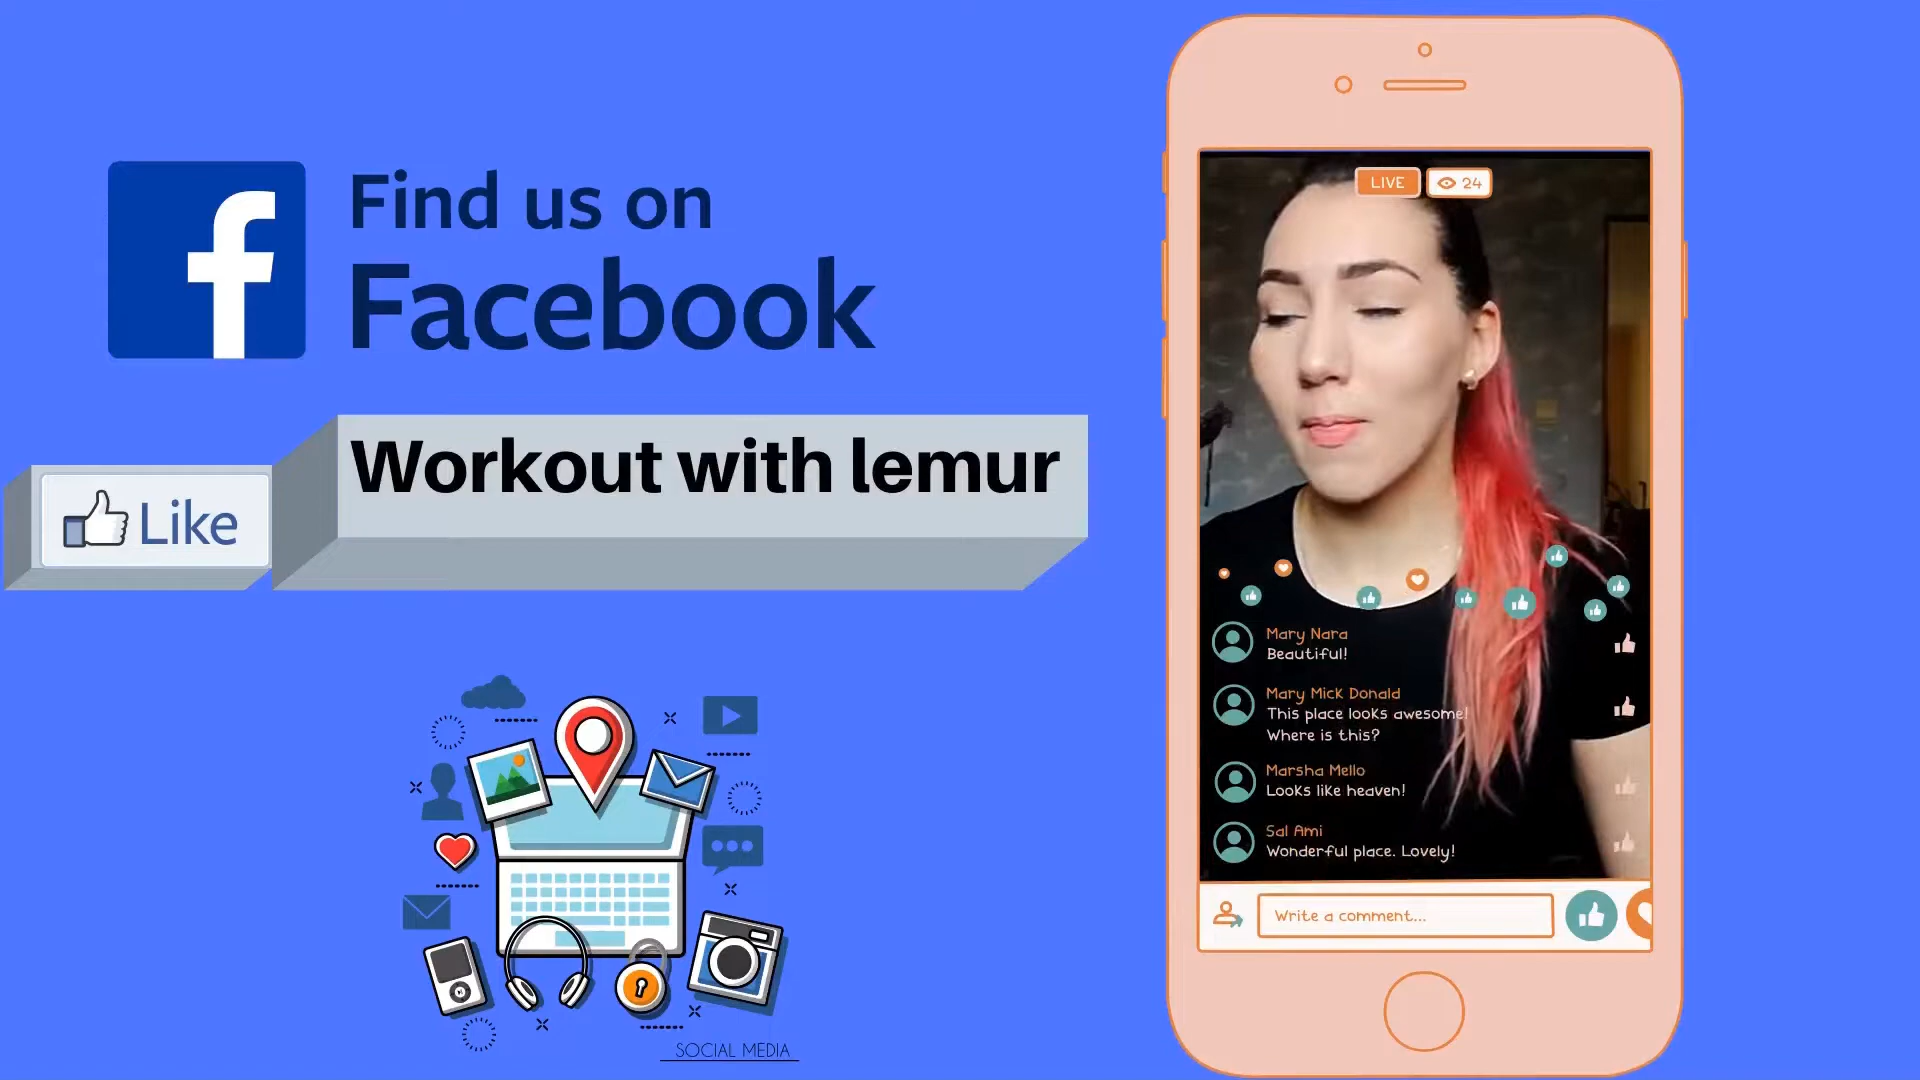 Find us on
Facebook
Like
Workout with lemur
SOCIAL MEDIA
LIVE
24
Mary Nara
Beautiful!
Mary Mick Donald
This place looks awesome!
Where is this?
Marsha Mello
Looks like heaven!
Sal Ami
Wonderful place. Lovely!
Write a comment...